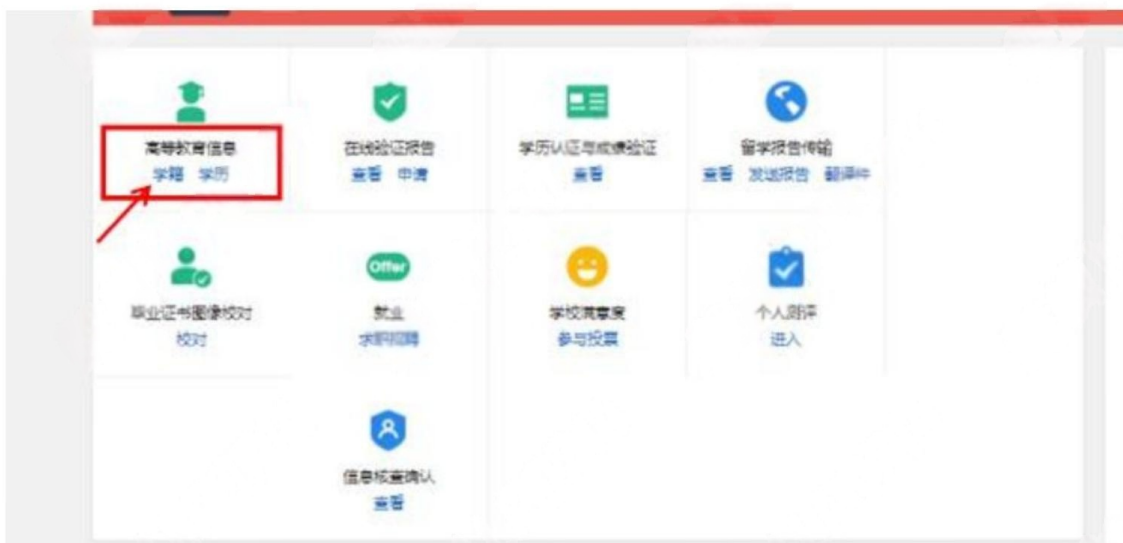 高等教育信息
学籍 学历
在线验证报告
查看 申请
学历认证与成绩验证
查看
留学报告传输
查看 发送报告 翻译件
毕业证书图像校对
校对
Offer
就业
求职招聘
学校满意度
参与投票
个人测评
进入
信息核查确认
查看